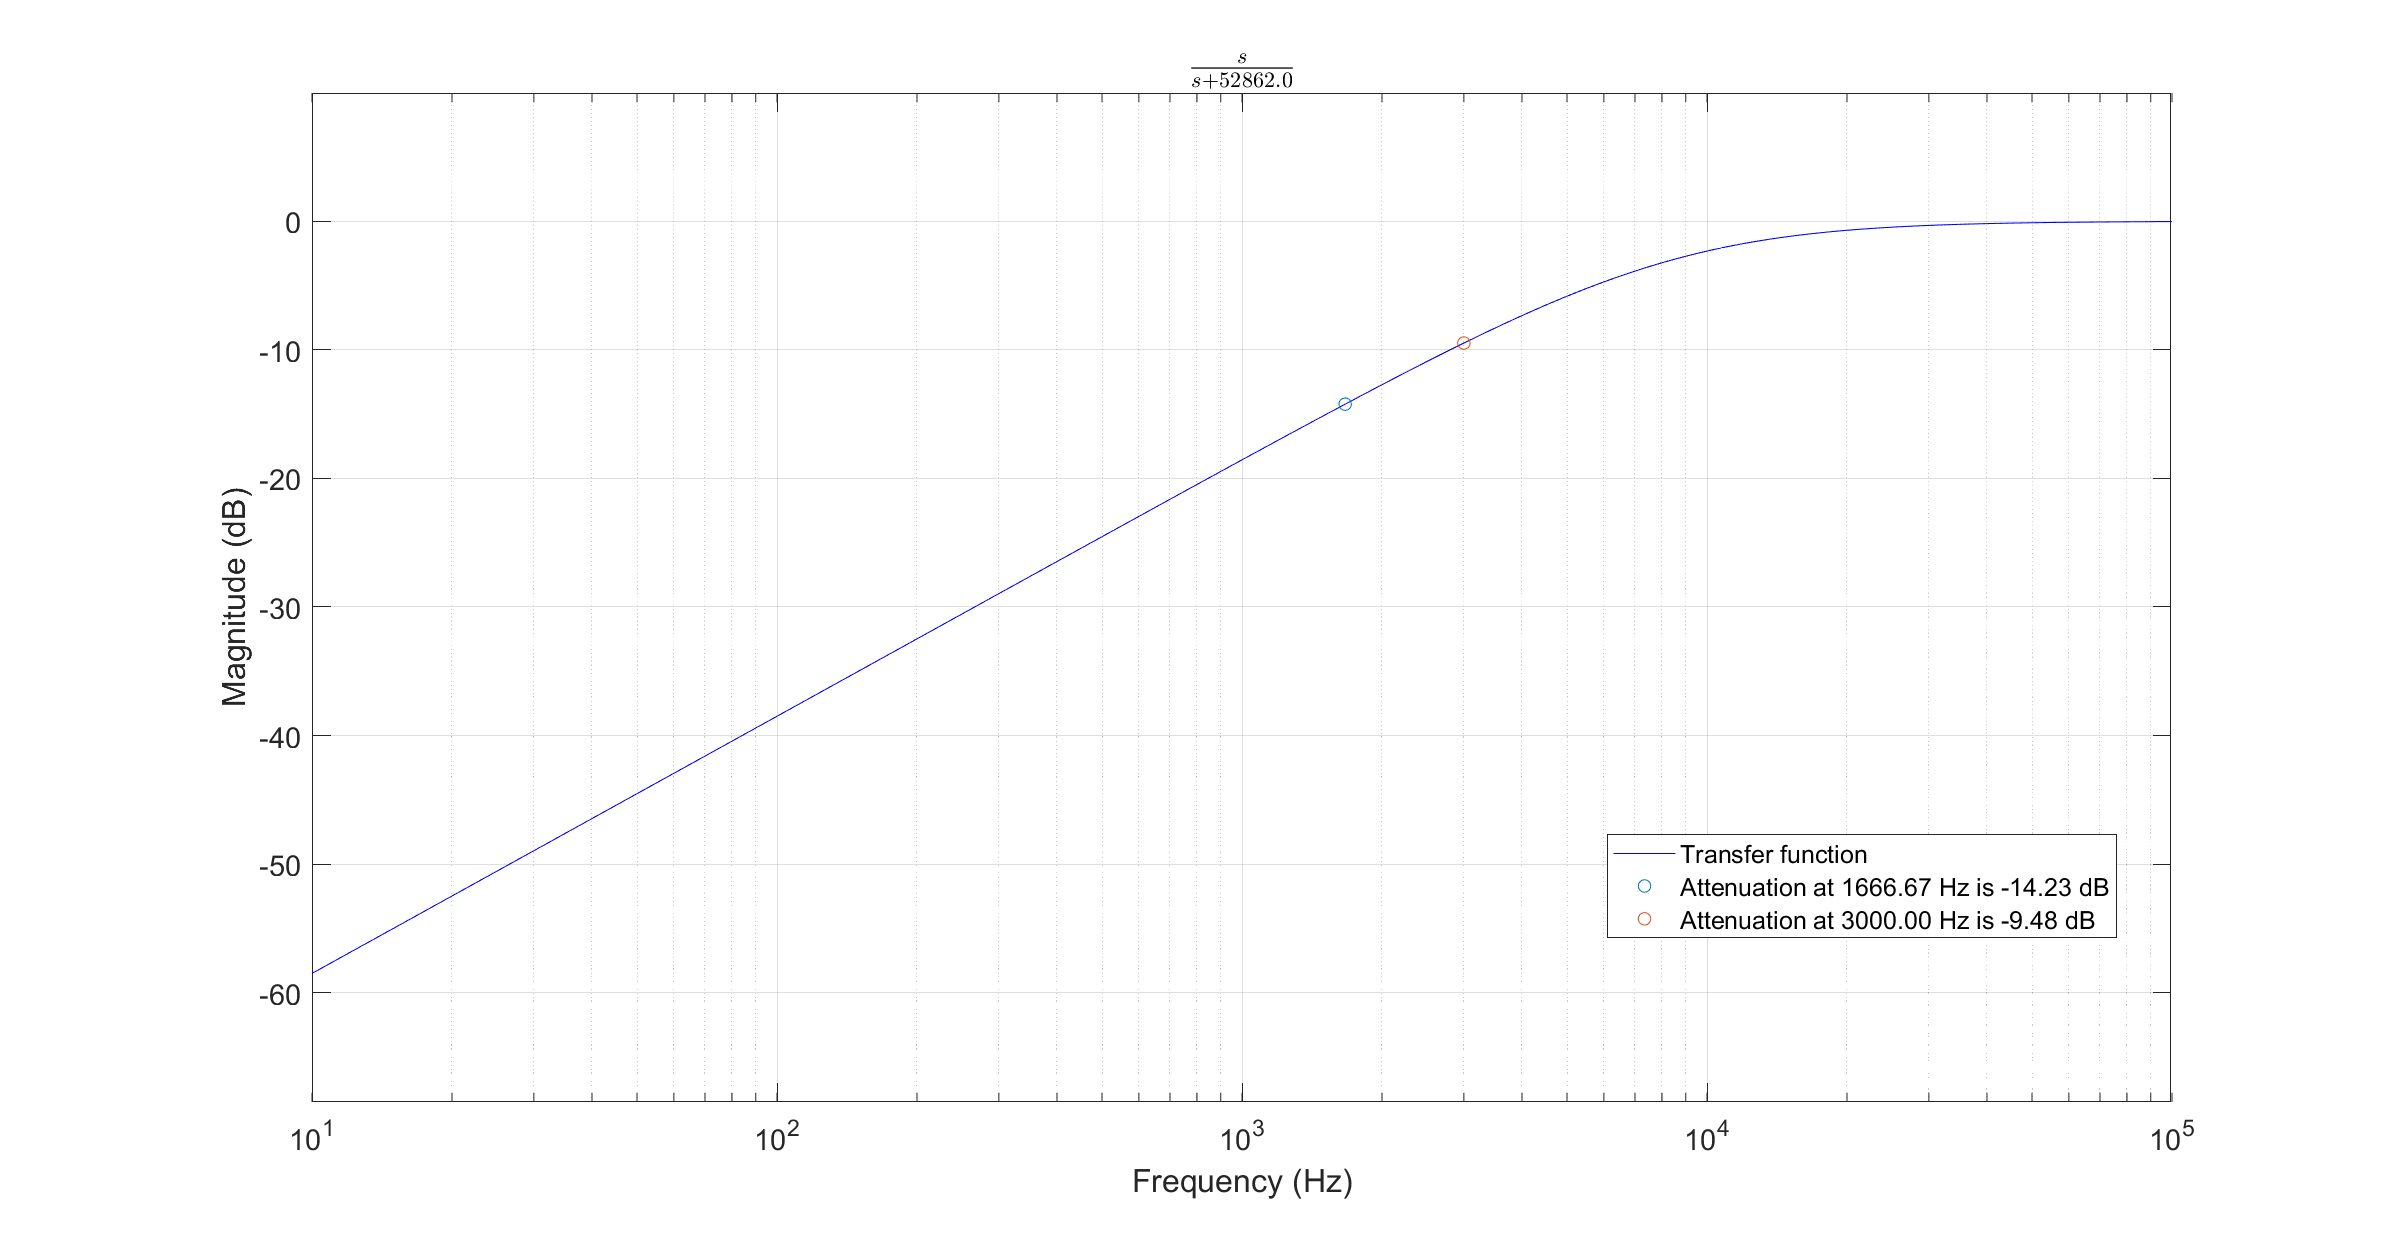 s
s+52862.0
0
-10
-20
-30
-40
-50
-60
Magnitude (dB)
Transfer function
Attenuation at 1666.67 Hz is -14.23 dB
Attenuation at 3000.00 Hz is -9.48 dB
10^1 10^2 10^3 10^4 10^5
Frequency (Hz)